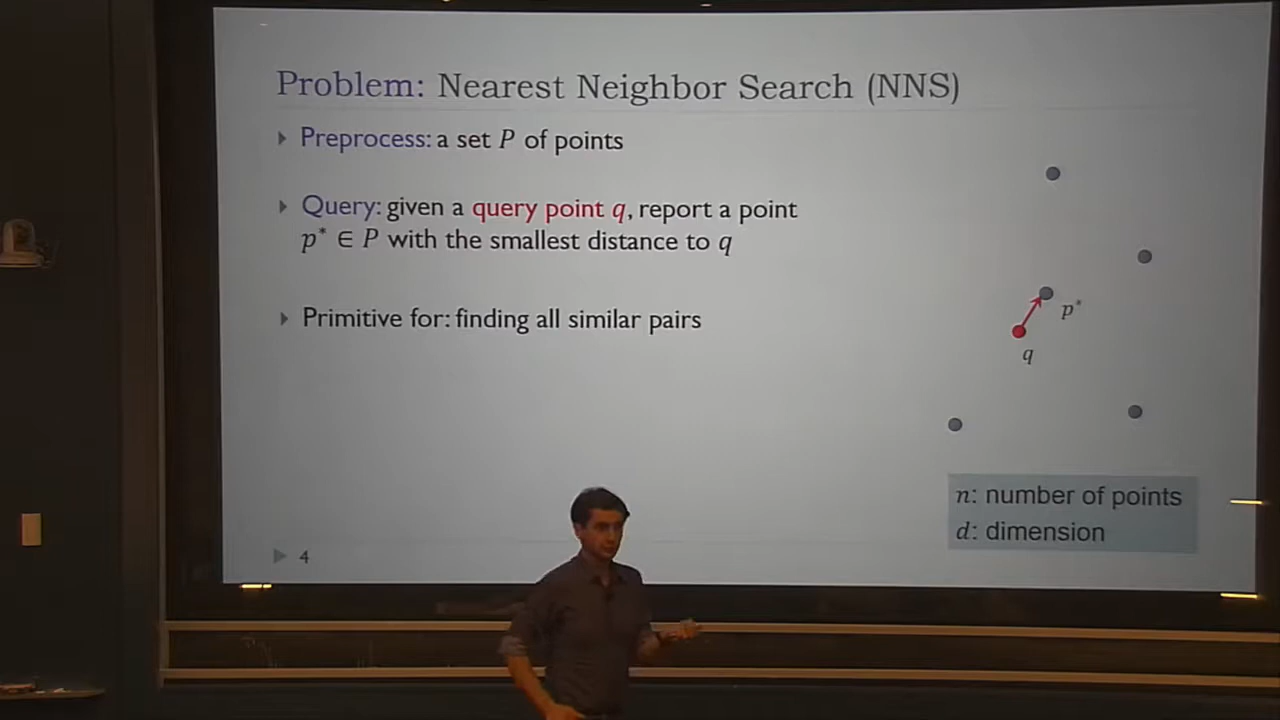 Problem: Nearest Neighbor Search (NNS)
Preprocess: a set P of points
Query: given a query point q, report a point
p* ∈ P with the smallest distance to q
Primitive for: finding all similar pairs
p*
q
n: number of points
d: dimension
4